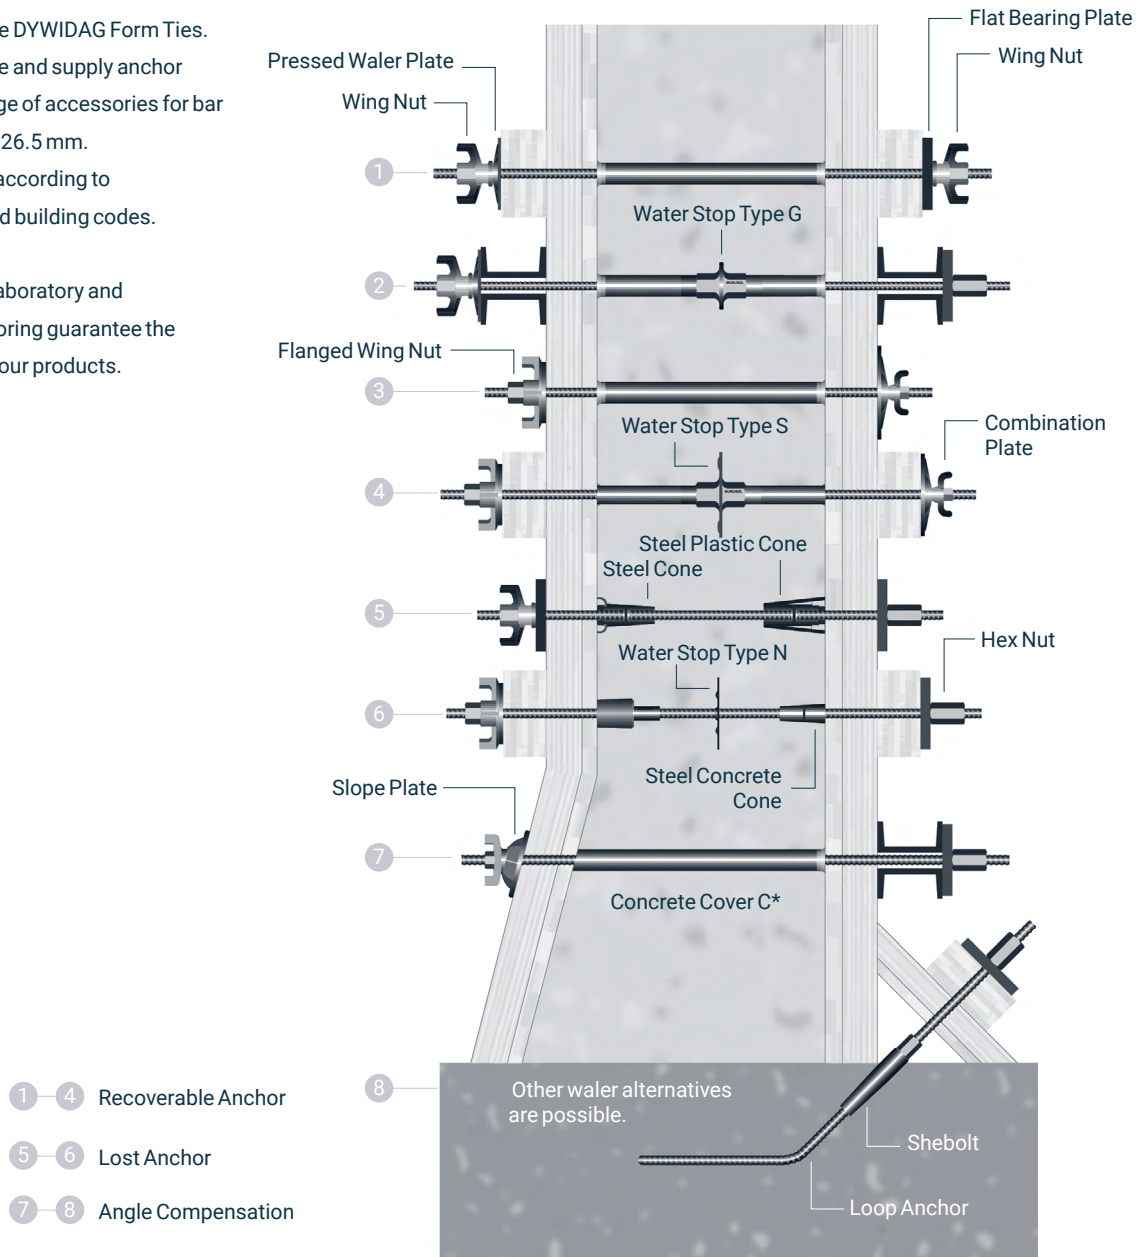 e DYWIDAG Form Ties.
e and supply anchor
ge of accessories for bar
26.5 mm.
according to
d building codes.
aboratory and
oring guarantee the
our products.
Flat Bearing Plate
Wing Nut
Pressed Waler Plate
Wing Nut
1
Water Stop Type G
2
Flanged Wing Nut
3
Water Stop Type S
Combination
Plate
4
Steel Plastic Cone
Steel Cone
5
Water Stop Type N
Hex Nut
6
Steel Concrete
Cone
Slope Plate
7
Concrete Cover C*
8
Other waler alternatives
are possible.
Shebolt
Loop Anchor
1 4 Recoverable Anchor
5 6 Lost Anchor
7 8 Angle Compensation